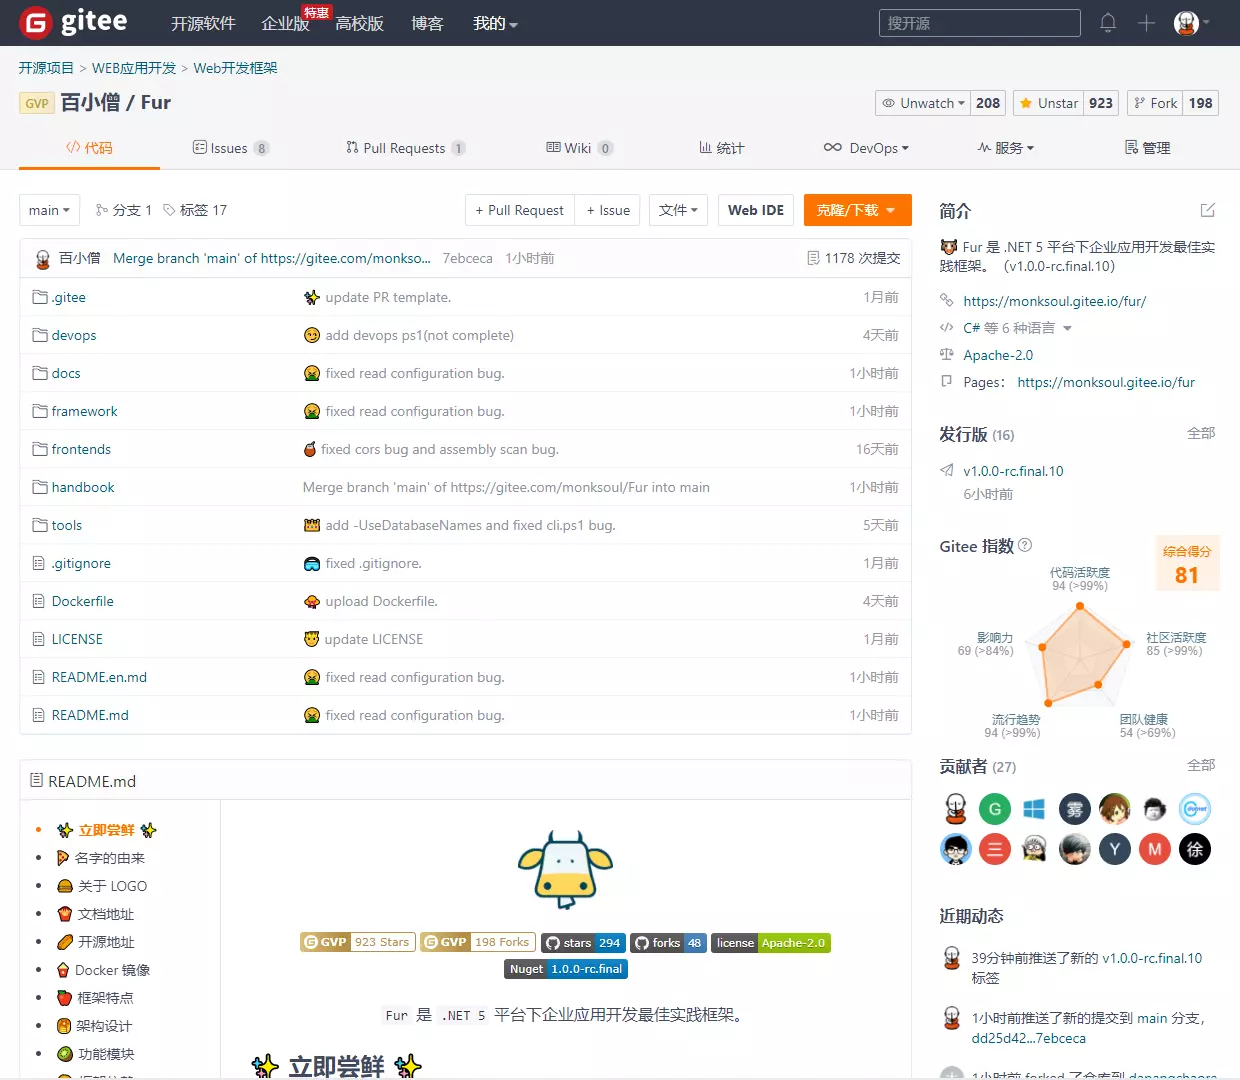 gitee 开源软件 企业版 特惠 高校版 博客 我的 搜开源
开源项目 > WEB应用开发 > Web开发框架
GVP 百小僧 / Fur
Unwatch 208 Unstar 923 Fork 198
代码 Issues 8 Pull Requests 1 Wiki 0 统计 DevOps 服务 管理
main 分支 1 标签 17 + Pull Request + Issue 文件 Web IDE 克隆/下载
百小僧 Merge branch 'main' of https://gitee.com/monkso... 7ebceca 1小时前 1178 次提交
.gitee update PR template. 1月前
devops add devops ps1(not complete) 4天前
docs fixed read configuration bug. 1小时前
framework fixed read configuration bug. 1小时前
frontends fixed cors bug and assembly scan bug. 16天前
handbook Merge branch 'main' of https://gitee.com/monksoul/Fur into main 1小时前
tools add -UseDatabaseNames and fixed cli.ps1 bug. 5天前
.gitignore fixed .gitignore. 1月前
Dockerfile upload Dockerfile. 4天前
LICENSE update LICENSE 1月前
README.en.md fixed read configuration bug. 1小时前
README.md fixed read configuration bug. 1小时前
README.md
立即尝鲜
名字的由来
关于 LOGO
文档地址
开源地址
Docker 镜像
框架特点
架构设计
功能模块
GVP 923 Stars GVP 198 Forks stars 294 forks 48 license Apache-2.0
Nuget 1.0.0-rc.final
Fur 是 .NET 5 平台下企业应用开发最佳实践框架。
立即尝鲜
简介
Fur 是 .NET 5 平台下企业应用开发最佳实
践框架。（v1.0.0-rc.final.10）
https://monksoul.gitee.io/fur/
C# 等 6 种语言
Apache-2.0
Pages： https://monksoul.gitee.io/fur
发行版 (16) 全部
v1.0.0-rc.final.10
6小时前
Gitee 指数 ?
综合得分
81
代码活跃度
94 (>99%)
影响力
69 (>84%)
社区活跃度
85 (>99%)
流行趋势
94 (>99%)
团队健康
54 (>69%)
贡献者 (27) 全部
G 雾 dotnet
三 Y M 徐
近期动态
39分钟前推送了新的 v1.0.0-rc.final.10
标签
1小时前推送了新的提交到 main 分支，
dd25d42...7ebceca
1小时前 forked 了仓库到